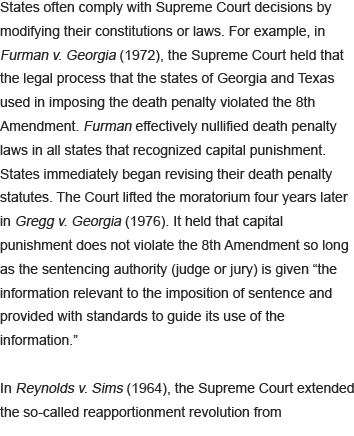 States often comply with Supreme Court decisions by
modifying their constitutions or laws. For example, in
Furman v. Georgia (1972), the Supreme Court held that
the legal process that the states of Georgia and Texas
used in imposing the death penalty violated the 8th
Amendment. Furman effectively nullified death penalty
laws in all states that recognized capital punishment.
States immediately began revising their death penalty
statutes. The Court lifted the moratorium four years later
in Gregg v. Georgia (1976). It held that capital
punishment does not violate the 8th Amendment so long
as the sentencing authority (judge or jury) is given “the
information relevant to the imposition of sentence and
provided with standards to guide its use of the
information.”
In Reynolds v. Sims (1964), the Supreme Court extended
the so-called reapportionment revolution from